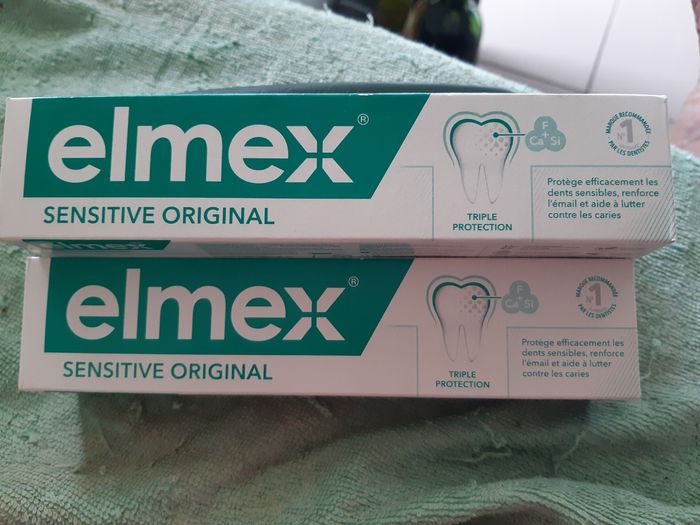 elmex®
SENSITIVE ORIGINAL
TRIPLE
PROTECTION
F
+
Ca Si
MARQUE RECOMMANDÉE
N°1
PAR LES DENTISTES
Protège efficacement les
dents sensibles, renforce
l'émail et aide à lutter
contre les caries
elmex
elmex®
SENSITIVE ORIGINAL
TRIPLE
PROTECTION
F
+
Ca Si
MARQUE RECOMMANDÉE
N°1
PAR LES DENTISTES
Protège efficacement les
dents sensibles, renforce
l'émail et aide à lutter
contre les caries